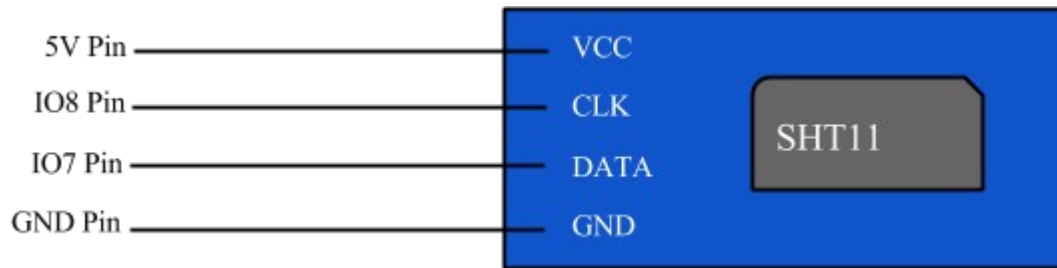 5V Pin VCC
IO8 Pin CLK
SHT11
IO7 Pin DATA
GND Pin GND